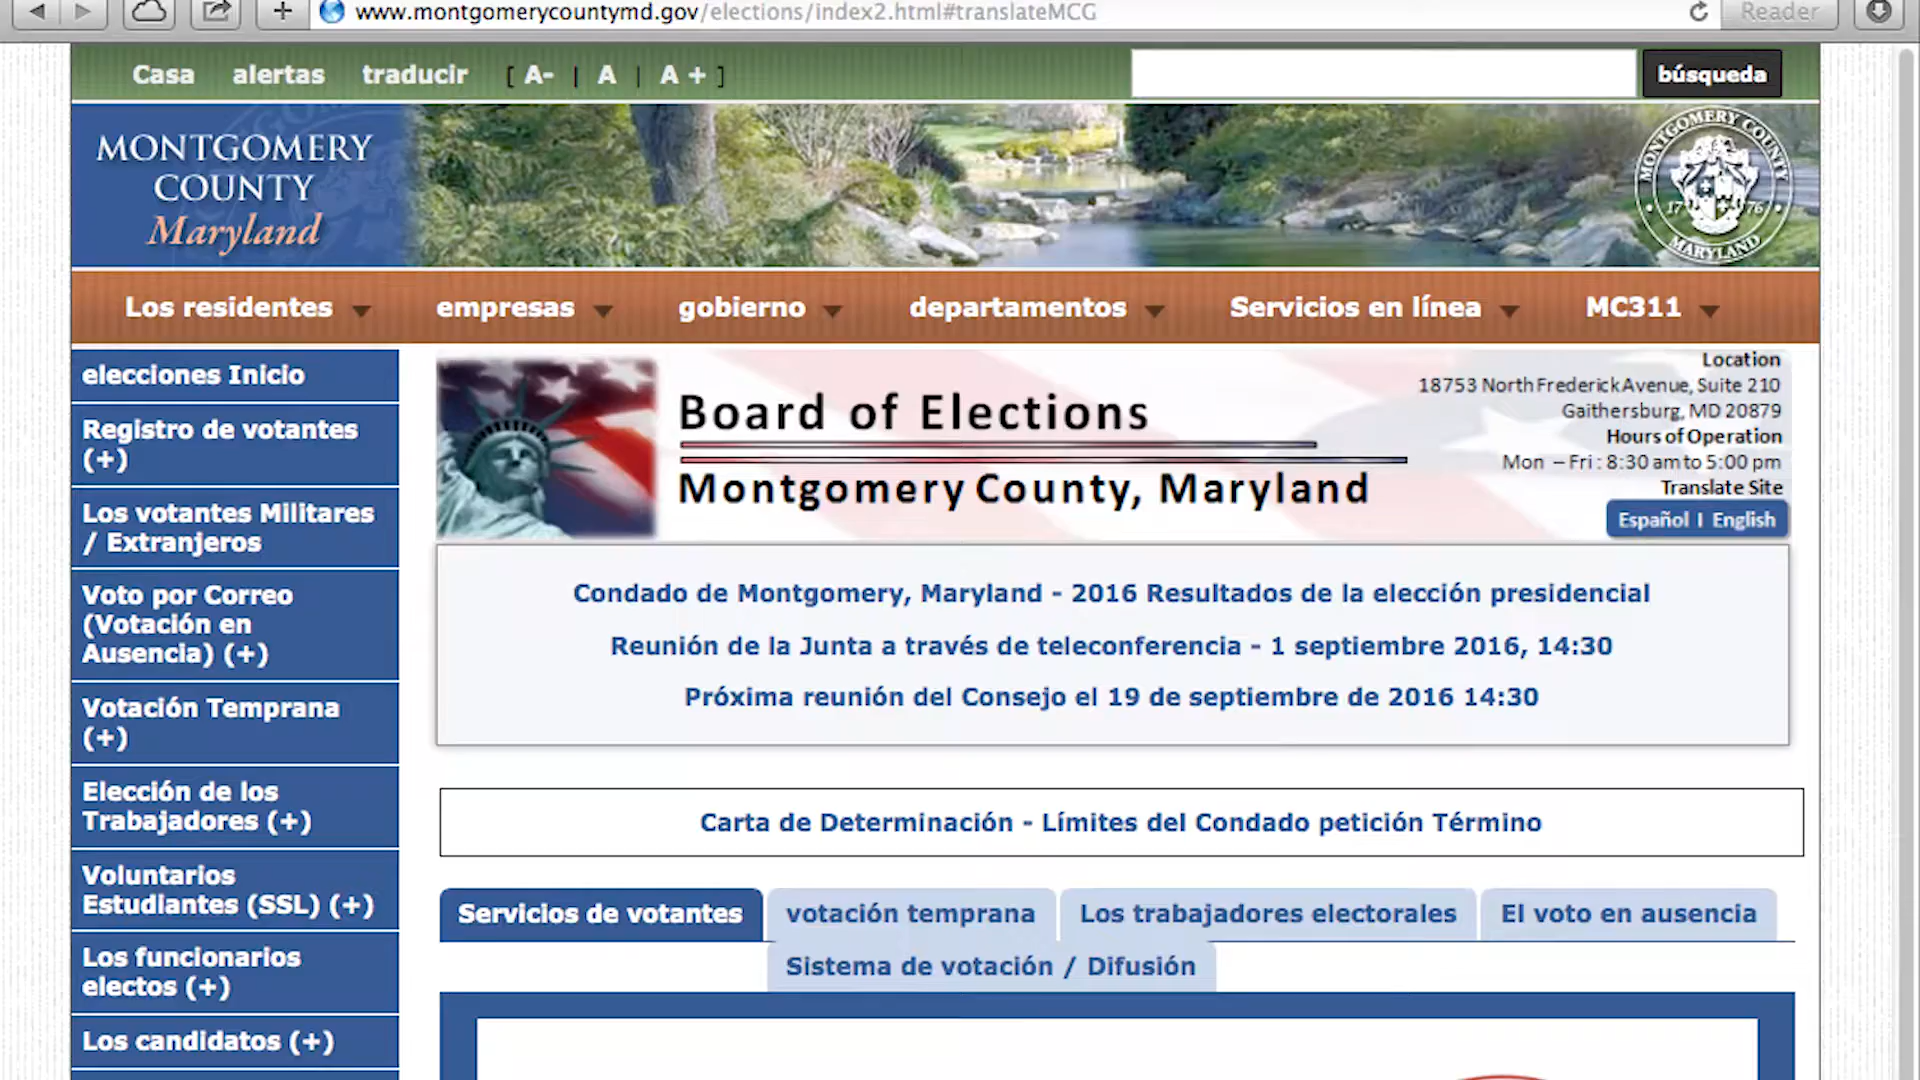 www.montgomerycountymd.gov/elections/index2.html#translateMCG
Reader
Casa alertas traducir [ A- | A | A + ]
búsqueda
MONTGOMERY
COUNTY
Maryland
MONTGOMERY COUNTY
17 76
MARYLAND
Los residentes empresas gobierno departamentos Servicios en línea MC311
elecciones Inicio
Registro de votantes
(+)
Los votantes Militares
/ Extranjeros
Voto por Correo
(Votación en
Ausencia) (+)
Votación Temprana
(+)
Elección de los
Trabajadores (+)
Voluntarios
Estudiantes (SSL) (+)
Los funcionarios
electos (+)
Los candidatos (+)
Board of Elections
Montgomery County, Maryland
Location
18753 North Frederick Avenue, Suite 210
Gaithersburg, MD 20879
Hours of Operation
Mon – Fri : 8:30 am to 5:00 pm
Translate Site
Español I English
Condado de Montgomery, Maryland - 2016 Resultados de la elección presidencial
Reunión de la Junta a través de teleconferencia - 1 septiembre 2016, 14:30
Próxima reunión del Consejo el 19 de septiembre de 2016 14:30
Carta de Determinación - Límites del Condado petición Término
Servicios de votantes votación temprana Los trabajadores electorales El voto en ausencia
Sistema de votación / Difusión